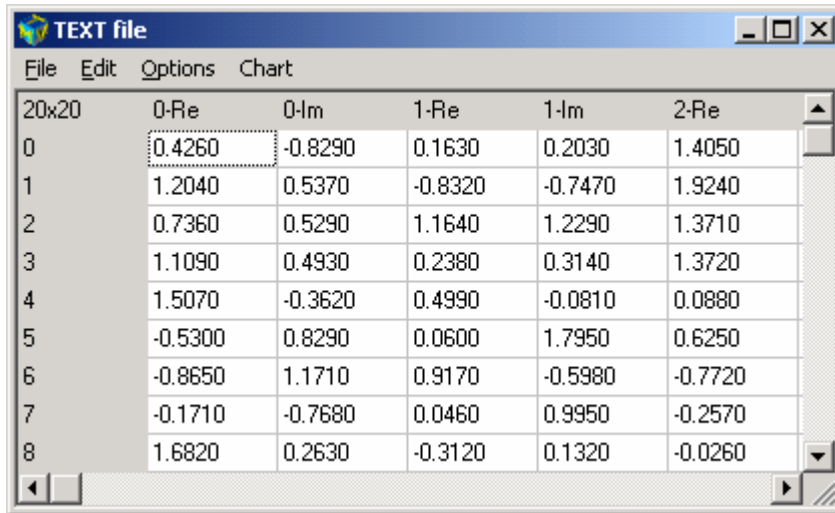 TEXT file
File Edit Options Chart
20x20 0-Re 0-Im 1-Re 1-Im 2-Re
0 0.4260 -0.8290 0.1630 0.2030 1.4050
1 1.2040 0.5370 -0.8320 -0.7470 1.9240
2 0.7360 0.5290 1.1640 1.2290 1.3710
3 1.1090 0.4930 0.2380 0.3140 1.3720
4 1.5070 -0.3620 0.4990 -0.0810 0.0880
5 -0.5300 0.8290 0.0600 1.7950 0.6250
6 -0.8650 1.1710 0.9170 -0.5980 -0.7720
7 -0.1710 -0.7680 0.0460 0.9950 -0.2570
8 1.6820 0.2630 -0.3120 0.1320 -0.0260